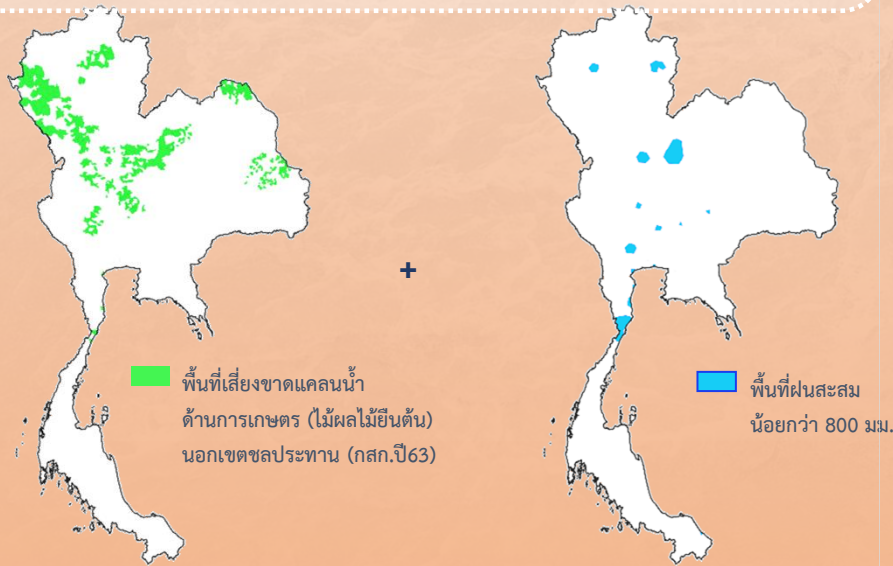 +
พื้นที่เสี่ยงขาดแคลนน้ำ
ด้านการเกษตร (ไม้ผลไม้ยืนต้น)
นอกเขตชลประทาน (กสก.ปี63)
พื้นที่ฝนสะสม
น้อยกว่า 800 มม.